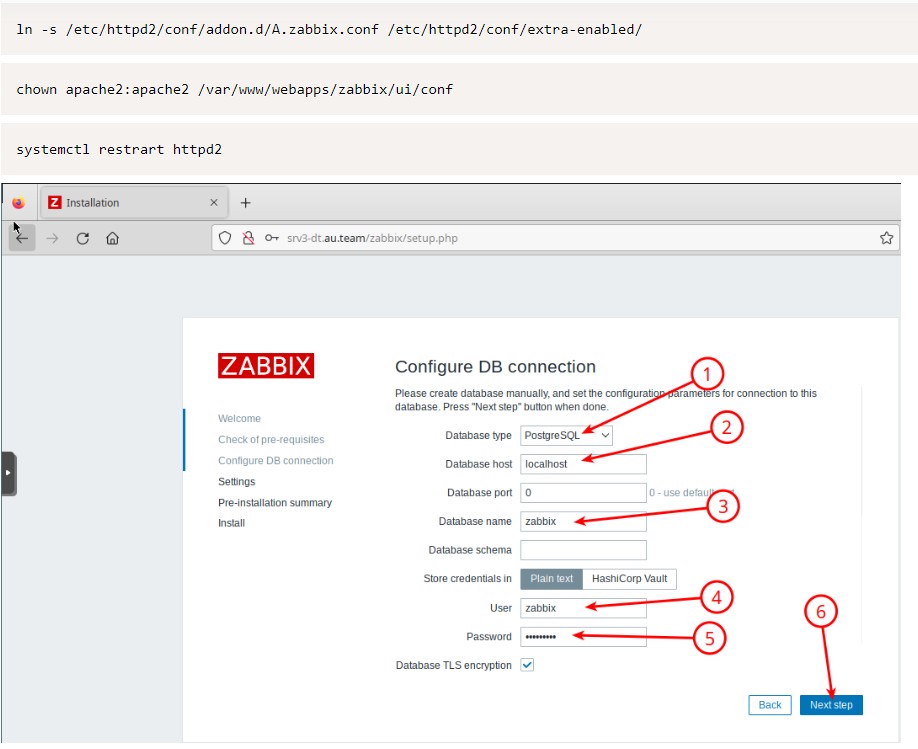 ln -s /etc/httpd2/conf/addon.d/A.zabbix.conf /etc/httpd2/conf/extra-enabled/
chown apache2:apache2 /var/www/webapps/zabbix/ui/conf
systemctl restrart httpd2
Z Installation
srv3-dt.au.team/zabbix/setup.php
ZABBIX
Welcome
Check of pre-requisites
Configure DB connection
Settings
Pre-installation summary
Install
Configure DB connection
Please create database manually, and set the configuration parameters for connection to this
database. Press "Next step" button when done.
Database type PostgreSQL 1
Database host localhost 2
Database port 0 0 - use default
Database name zabbix 3
Database schema
Store credentials in Plain text HashiCorp Vault
User zabbix 4
Password ••••••••• 5
Database TLS encryption
6
Back Next step